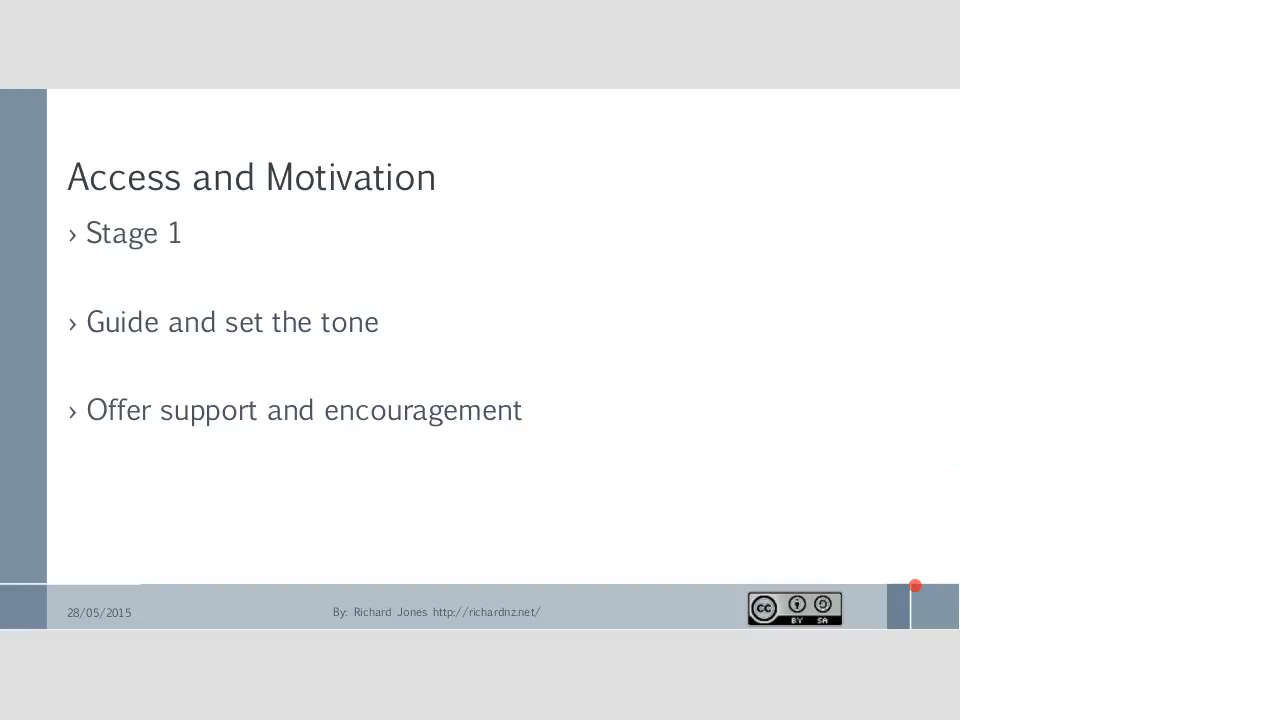 Access and Motivation
› Stage 1
› Guide and set the tone
› Offer support and encouragement
28/05/2015
By: Richard Jones http://richardnz.net/
cc
BY SA